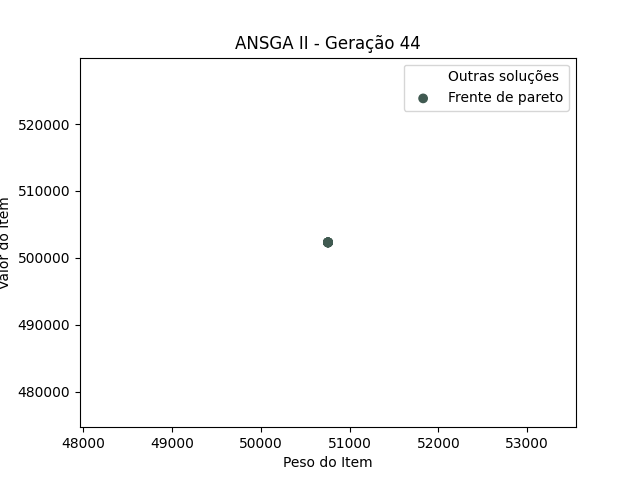 ANSGA II - Geração 44
Outras soluções
Frente de pareto
520000
510000
500000
490000
480000
Valor do Item
48000
49000
50000
51000
52000
53000
Peso do Item